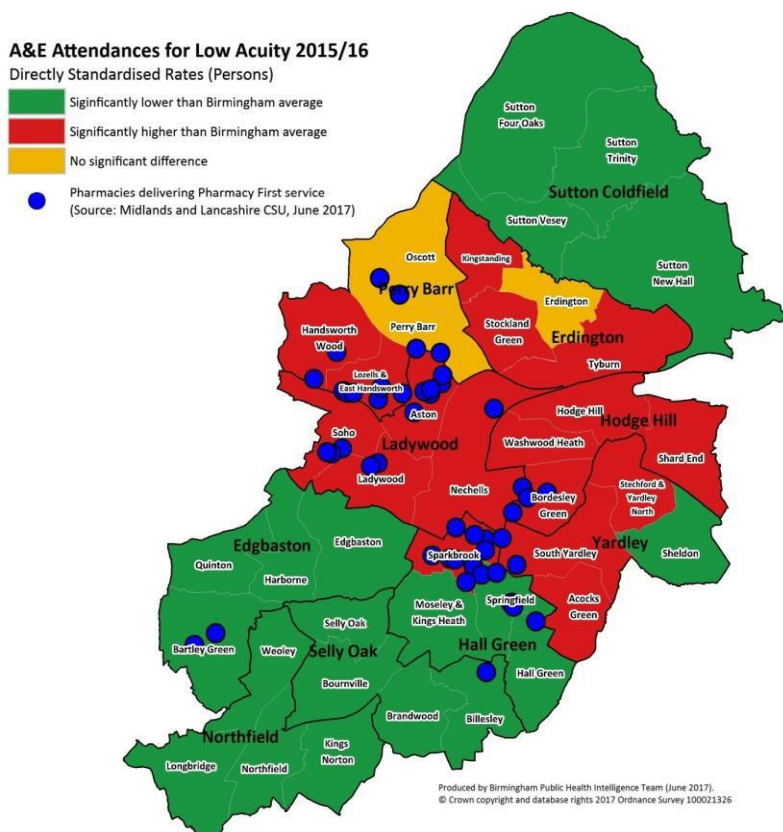 A&E Attendances for Low Acuity 2015/16
Directly Standardised Rates (Persons)
Siginficantly lower than Birmingham average
Significantly higher than Birmingham average
No significant difference
Pharmacies delivering Pharmacy First service
(Source: Midlands and Lancashire CSU, June 2017)
Sutton
Four Oaks
Sutton
Trinity
Sutton Coldfield
Sutton Vesey
Sutton
New Hall
Oscott
Kingstanding
Perry Barr
Erdington
Perry Barr
Stockland
Green
Erdington
Tyburn
Handsworth
Wood
Lozells &
East Handsworth
Aston
Hodge Hill
Hodge Hill
Soho
Ladywood
Washwood Heath
Shard End
Ladywood
Nechells
Bordesley
Green
Stechford &
Yardley
North
Edgbaston
Edgbaston
Sparkbrook
South Yardley
Yardley
Sheldon
Quinton
Harborne
Moseley &
Kings Heath
Springfield
Acocks
Green
Selly Oak
Bartley Green
Weoley
Selly Oak
Hall Green
Hall Green
Bournville
Brandwood
Billesley
Northfield
Kings
Norton
Longbridge
Northfield
Produced by Birmingham Public Health Intelligence Team (June 2017).
© Crown copyright and database rights 2017 Ordnance Survey 100021326